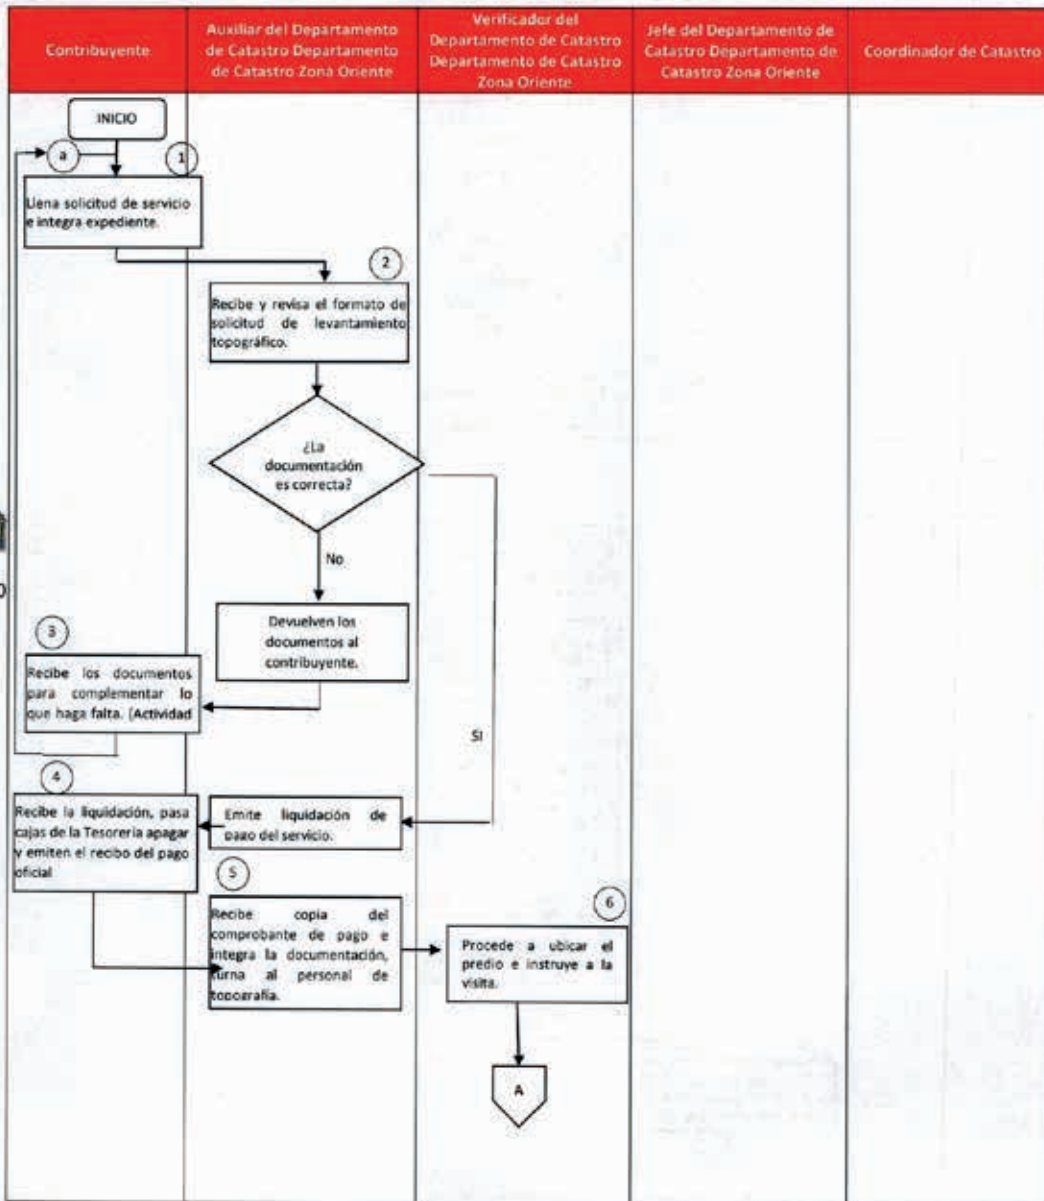 Contribuyente
Auxiliar del Departamento
de Catastro Departamento
de Catastro Zona Oriente
Verificador del
Departamento de Catastro
Departamento de Catastro
Zona Oriente
Jefe del Departamento de
Catastro Departamento de
Catastro Zona Oriente
Coordinador de Catastro
INICIO
a
1
Llena solicitud de servicio
e integra expediente.
2
Recibe y revisa el formato de
solicitud de levantamiento
topográfico.
¿La
documentación
es correcta?
No
Devuelven los
documentos al
contribuyente.
3
Recibe los documentos
para complementar lo
que haga falta. (Actividad
SI
4
Recibe la liquidación, pasa
cajas de la Tesorería apagar
y emiten el recibo del pago
oficial
Emite liquidación de
pago del servicio.
5
Recibe copia del
comprobante de pago e
integra la documentación,
turna al personal de
topografía.
6
Procede a ubicar el
predio e instruye a la
visita.
A